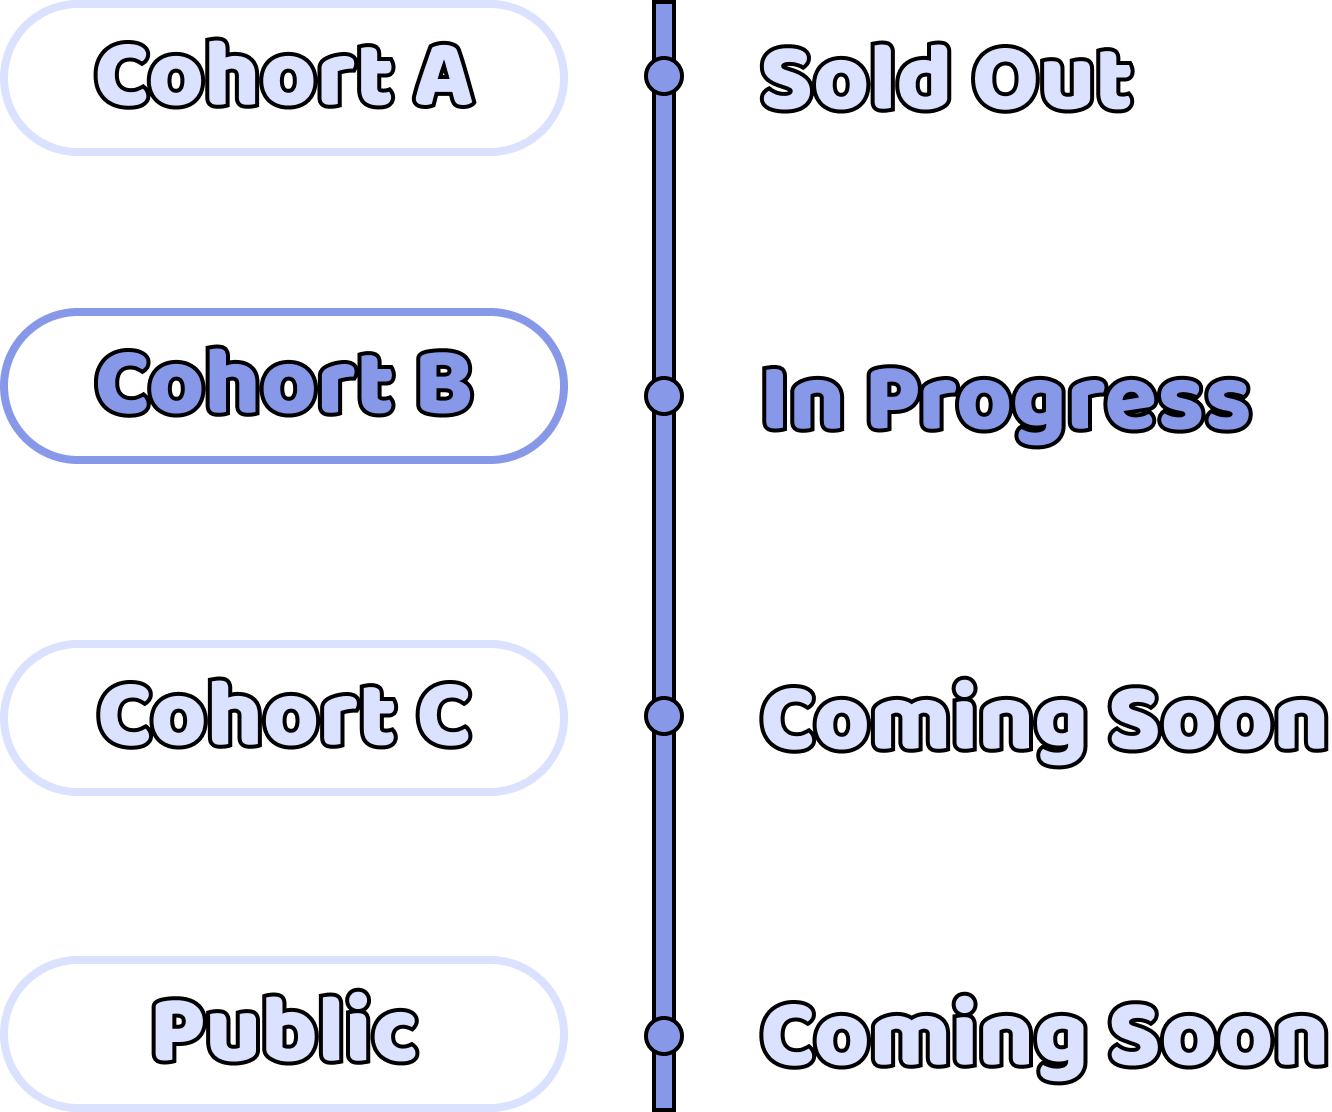 Cohort A
Sold Out
Cohort B
In Progress
Cohort C
Coming Soon
Public
Coming Soon